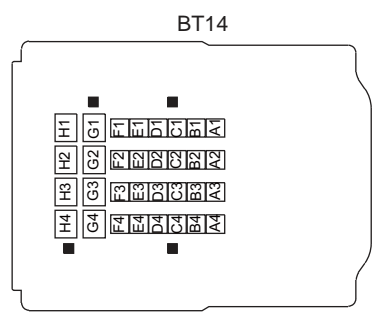 BT14
H1 G1 F1 E1 D1 C1 B1 A1
H2 G2 F2 E2 D2 C2 B2 A2
H3 G3 F3 E3 D3 C3 B3 A3
H4 G4 F4 E4 D4 C4 B4 A4